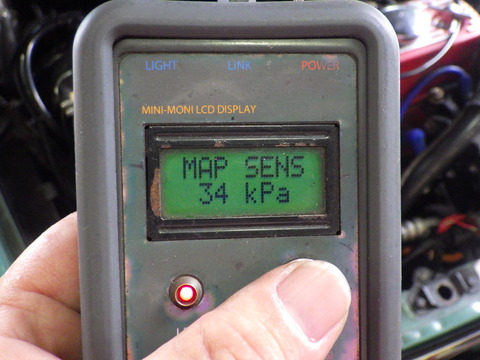 LIGHT LINK POWER
MINI-MONI LCD DISPLAY
MAP SENS
34 kPa